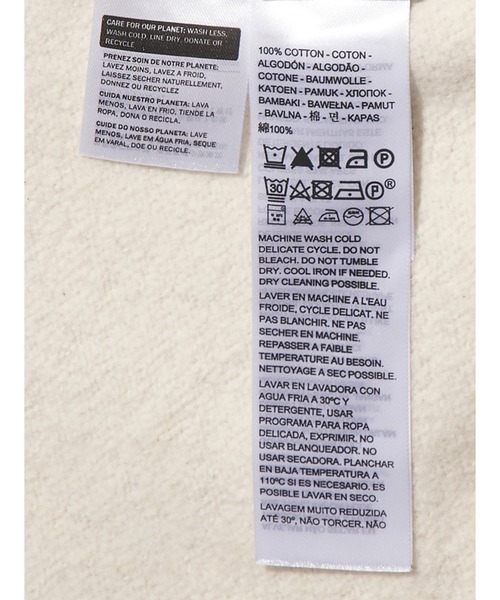 CARE FOR OUR PLANET: WASH LESS,
WASH COLD, LINE DRY, DONATE OR
RECYCLE
PRENEZ SOIN DE NOTRE PLANETE:
LAVEZ MOINS, LAVEZ A FROID,
LAISSEZ SECHER NATURELLEMENT,
DONNEZ OU RECYCLEZ
CUIDA NUESTRO PLANETA: LAVA
MENOS, LAVA EN FRIO, TIENDE LA
ROPA, DONA O RECICLA.
CUIDE DO NOSSO PLANETA: LAVE
MENOS, LAVE EM ÁGUA FRIA, SEQUE
EM VARAL, DOE OU RECICLE.
100% COTTON - COTON -
ALGODÓN - ALGODÃO -
COTONE - BAUMWOLLE -
KATOEN - PAMUK - ХЛОПОК -
BAMBAKI - BAWEŁNA - PAMUT
- BAVLNA - 棉 - 면 - KAPAS
綿100%
P
30 P®
MACHINE WASH COLD
DELICATE CYCLE. DO NOT
BLEACH. DO NOT TUMBLE
DRY. COOL IRON IF NEEDED.
DRY CLEANING POSSIBLE.
LAVER EN MACHINE À L'EAU
FROIDE, CYCLE DELICAT. NE
PAS BLANCHIR. NE PAS
SECHER EN MACHINE.
REPASSER A FAIBLE
TEMPERATURE AU BESOIN.
NETTOYAGE A SEC POSSIBLE.
LAVAR EN LAVADORA CON
AGUA FRIA A 30ºC Y
DETERGENTE, USAR
PROGRAMA PARA ROPA
DELICADA, EXPRIMIR. NO
USAR BLANQUEADOR. NO
USAR SECADORA. PLANCHAR
EN BAJA TEMPERATURA A
110ºC SI ES NECESARIO. ES
POSIBLE LAVAR EN SECO.
LAVAGEM MUITO REDUZIDA
ATÉ 30º, NÃO TORCER. NÃO